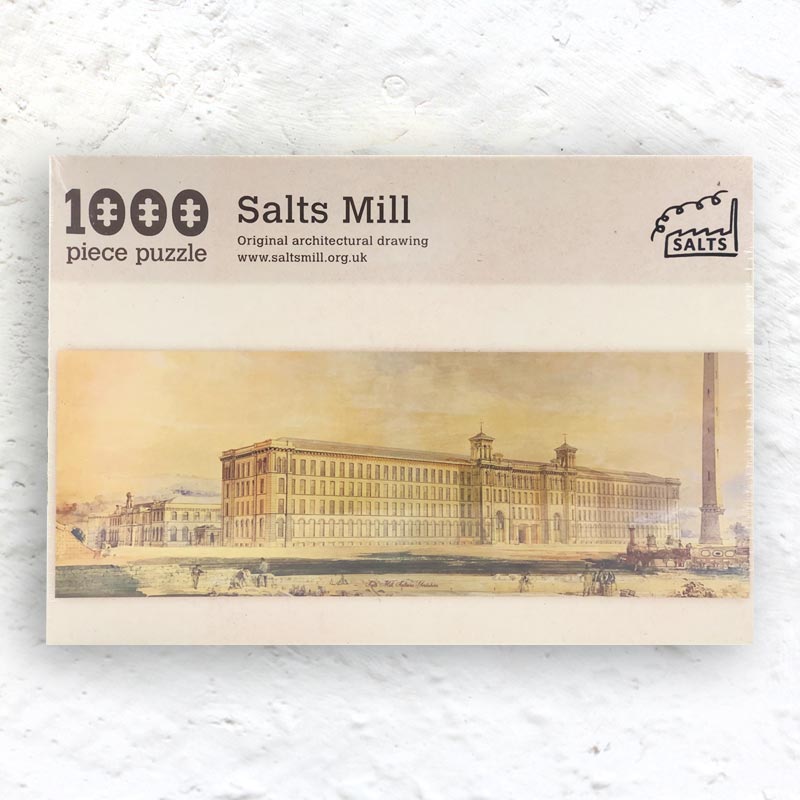 1000
piece puzzle
Salts Mill
Original architectural drawing
www.saltsmill.org.uk
SALTS